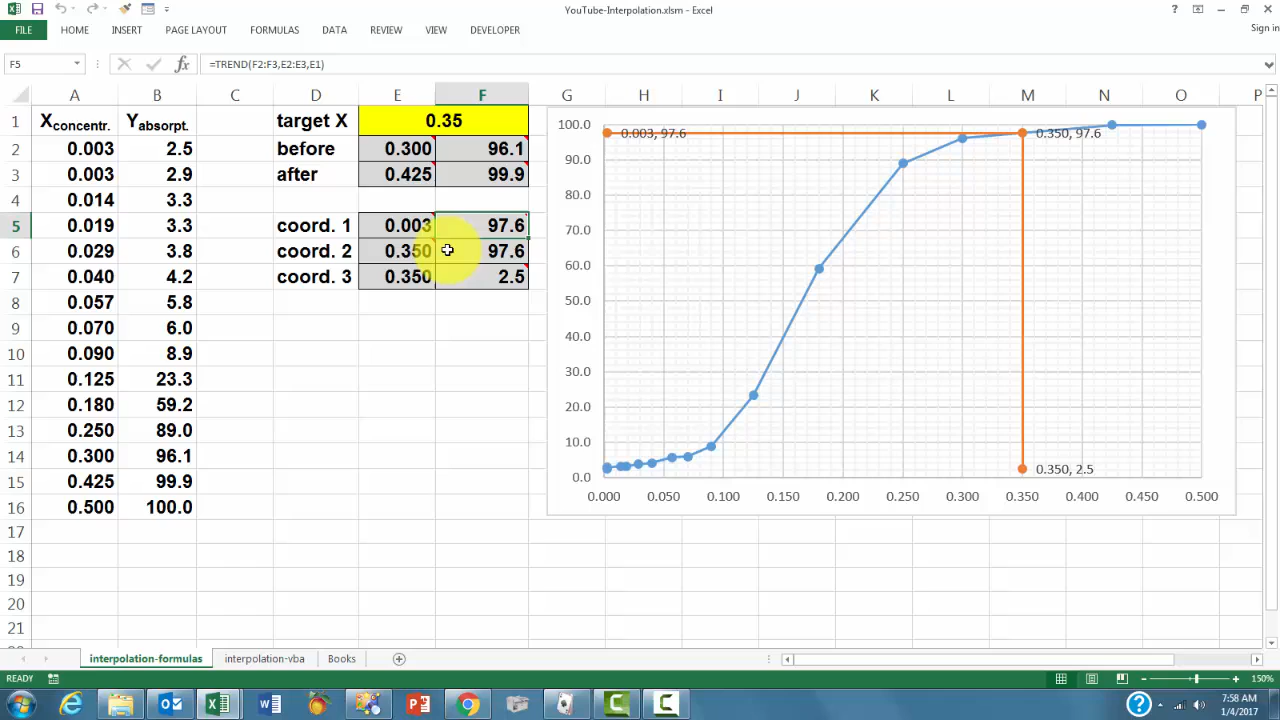 YouTube-Interpolation.xlsm - Excel
FILE HOME INSERT PAGE LAYOUT FORMULAS DATA REVIEW VIEW DEVELOPER Sign in
F5 fx =TREND(F2:F3,E2:E3,E1)
A B C D E F G H I J K L M N O P
1 Xconcentr. Yabsorpt. target X 0.35
2 0.003 2.5 before 0.300 96.1
3 0.003 2.9 after 0.425 99.9
4 0.014 3.3
5 0.019 3.3 coord. 1 0.003 97.6
6 0.029 3.8 coord. 2 0.350 97.6
7 0.040 4.2 coord. 3 0.350 2.5
8 0.057 5.8
9 0.070 6.0
10 0.090 8.9
11 0.125 23.3
12 0.180 59.2
13 0.250 89.0
14 0.300 96.1
15 0.425 99.9
16 0.500 100.0
17
18
19
20
21
100.0
0.003, 97.6 0.350, 97.6
90.0
80.0
70.0
60.0
50.0
40.0
30.0
20.0
10.0
0.350, 2.5
0.0
0.000 0.050 0.100 0.150 0.200 0.250 0.300 0.350 0.400 0.450 0.500
interpolation-formulas interpolation-vba Books
READY 150%
7:58 AM
1/4/2017